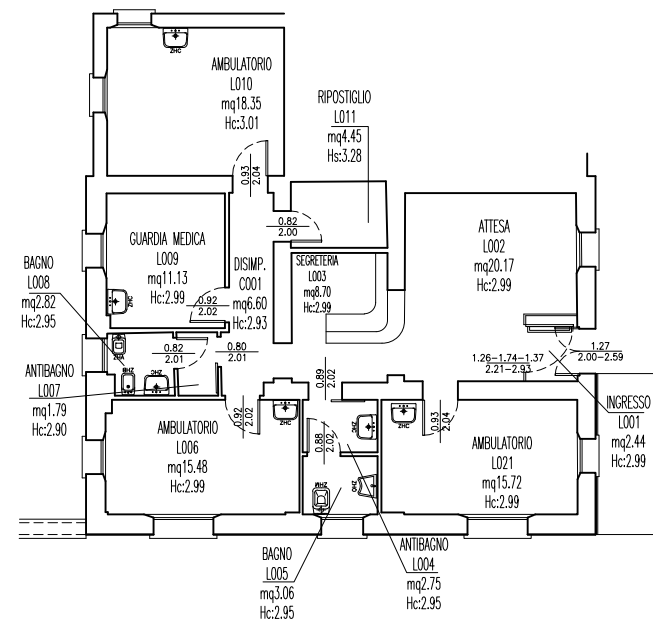 AMBULATORIO
L010
mq18.35
Hc:3.01
ZHC
0.93
2.04
RIPOSTIGLIO
L011
mq4.45
Hs:3.28
0.82
2.00
GUARDIA MEDICA
L009
mq11.13
Hc:2.99
ZHC
0.92
2.02
DISIMP.
C001
mq6.60
Hc:2.93
SEGRETERIA
L003
mq8.70
Hc:2.99
ATTESA
L002
mq20.17
Hc:2.99
BAGNO
L008
mq2.82
Hc:2.95
ZHA
ZHB
ZHC
0.82
2.01
0.80
2.01
ANTIBAGNO
L007
mq1.79
Hc:2.90
1.27
2.00-2.59
1.26-1.74-1.37
2.21-2.93
INGRESSO
L001
mq2.44
Hc:2.99
0.89
2.02
0.92
2.02
AMBULATORIO
L006
mq15.48
Hc:2.99
ZHC
0.88
2.02
ZHC
ZHC
ZHM
ZHC
0.93
2.04
AMBULATORIO
L021
mq15.72
Hc:2.99
BAGNO
L005
mq3.06
Hc:2.95
ANTIBAGNO
L004
mq2.75
Hc:2.95